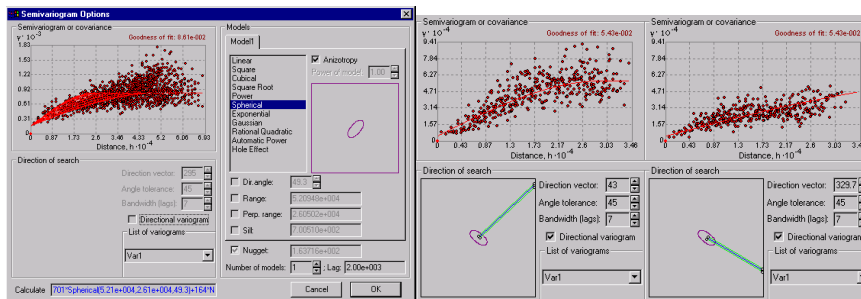 Semivariogram Options
Semivariogram or covariance
γ · 10^-3
Goodness of fit: 8.61e-002
1.83
1.53
1.22
0.92
0.61
0.31
0
0 0.87 1.73 2.6 3.47 4.33 5.2 6.06 6.93
Distance, h · 10^-4
Direction of search
Direction vector: 295
Angle tolerance: 45
Bandwidth (lags): 7
Directional variogram
List of variograms
Var1
Calculate 701*Spherical(5.21e+004,2.61e+004,49.3)+164*N
Models
Model1
Linear
Square
Cubical
Square Root
Power
Spherical
Exponential
Gaussian
Rational Quadratic
Automatic Power
Hole Effect
Anizotropy
Power of model: 1.00
Dir.angle: 49.3
Range: 5.20948e+004
Perp. range: 2.60502e+004
Sill: 7.00510e+002
Nugget: 1.63716e+002
Number of models: 1 ; Lag: 2.00e+003
Cancel OK
Semivariogram or covariance
Goodness of fit: 5.43e-002
9.41
7.84
6.27
4.71
3.14
1.57
0
0 0.43 0.87 1.3 1.73 2.17 2.6 3.03 3.46
Distance, h · 10^-4
Direction of search
Direction vector: 43
Angle tolerance: 45
Bandwidth (lags): 7
Directional variogram
List of variograms
Var1
Semivariogram or covariance
Goodness of fit: 5.43e-002
9.41
7.84
6.27
4.71
3.14
1.57
0
0 0.43 0.87 1.3 1.73 2.17 2.6 3.03 3.46
Distance, h · 10^-4
Direction of search
Direction vector: 329.7
Angle tolerance: 45
Bandwidth (lags): 7
Directional variogram
List of variograms
Var1